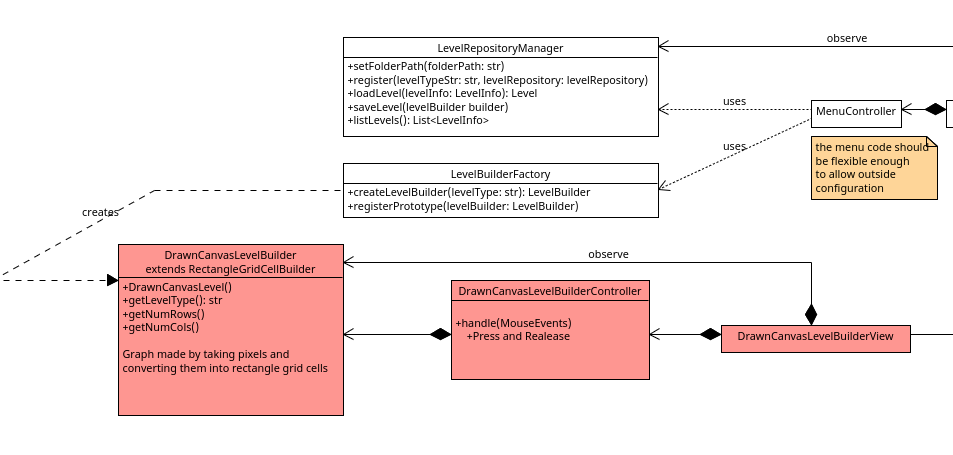 observe
LevelRepositoryManager
+setFolderPath(folderPath: str)
+register(levelTypeStr: str, levelRepository: levelRepository)
+loadLevel(levelInfo: LevelInfo): Level
+saveLevel(levelBuilder builder)
+listLevels(): List<LevelInfo>
uses
MenuController
uses
the menu code should
be flexible enough
to allow outside
configuration
LevelBuilderFactory
+createLevelBuilder(levelType: str): LevelBuilder
+registerPrototype(levelBuilder: LevelBuilder)
creates
DrawnCanvasLevelBuilder
extends RectangleGridCellBuilder
+DrawnCanvasLevel()
+getLevelType(): str
+getNumRows()
+getNumCols()
Graph made by taking pixels and
converting them into rectangle grid cells
observe
DrawnCanvasLevelBuilderController
+handle(MouseEvents)
+Press and Realease
DrawnCanvasLevelBuilderView